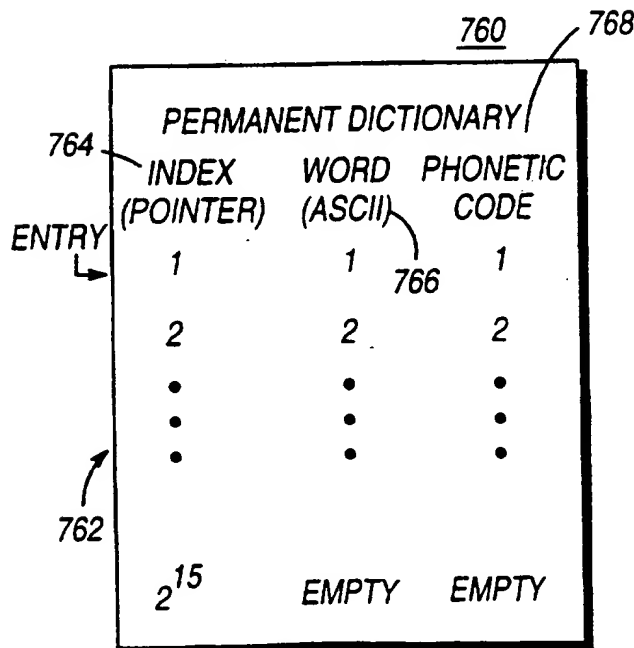 760
768
PERMANENT DICTIONARY
764
INDEX WORD PHONETIC
(POINTER) (ASCII) CODE
ENTRY
1 1 1
766
2 2 2
762
2^15 EMPTY EMPTY